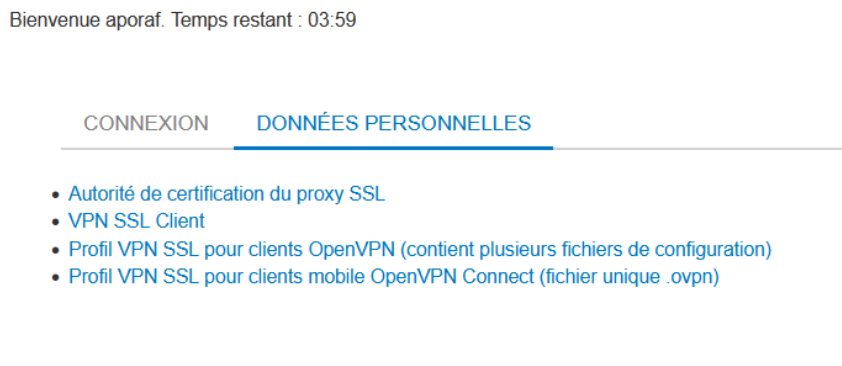 Bienvenue aporaf. Temps restant : 03:59
CONNEXION DONNÉES PERSONNELLES
• Autorité de certification du proxy SSL
• VPN SSL Client
• Profil VPN SSL pour clients OpenVPN (contient plusieurs fichiers de configuration)
• Profil VPN SSL pour clients mobile OpenVPN Connect (fichier unique .ovpn)